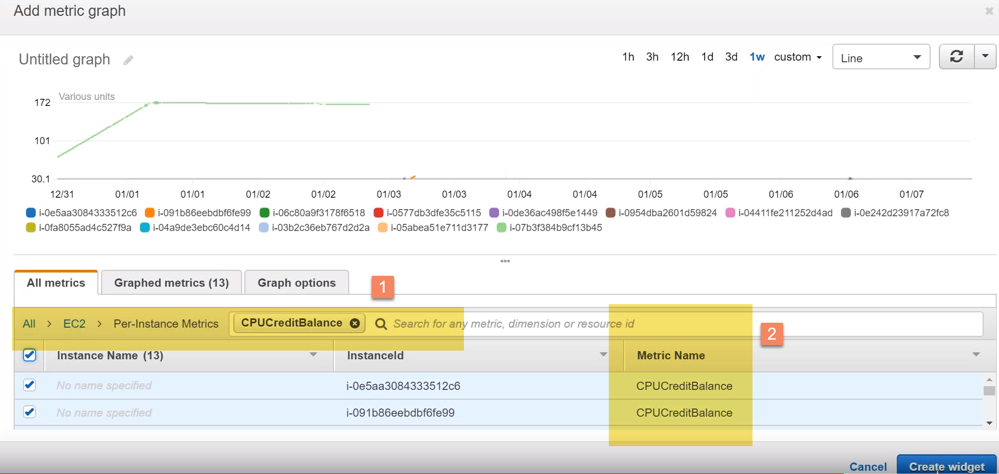 Add metric graph
Untitled graph
1h 3h 12h 1d 3d 1w custom Line
Various units
172
101
30.1
12/31 01/01 01/01 01/02 01/02 01/03 01/03 01/04 01/04 01/05 01/05 01/06 01/06 01/07
i-0e5aa3084333512c6 i-091b86eebdbf6fe99 i-06c80a9f3178f6518 i-0577db3dfe35c5115 i-0de36ac498f5e1449 i-0954dba2601d59824 i-04411fe211252d4ad i-0e242d23917a72fc8
i-0fa8055ad4c527f9a i-04a9de3ebc60c4d14 i-03b2c36eb767d2d2a i-05abea51e711d3177 i-07b3f384b9cf13b45
All metrics Graphed metrics (13) Graph options 1
All > EC2 > Per-Instance Metrics CPUCreditBalance Search for any metric, dimension or resource id 2
Instance Name (13) InstanceId Metric Name
No name specified i-0e5aa3084333512c6 CPUCreditBalance
No name specified i-091b86eebdbf6fe99 CPUCreditBalance
Cancel Create widget